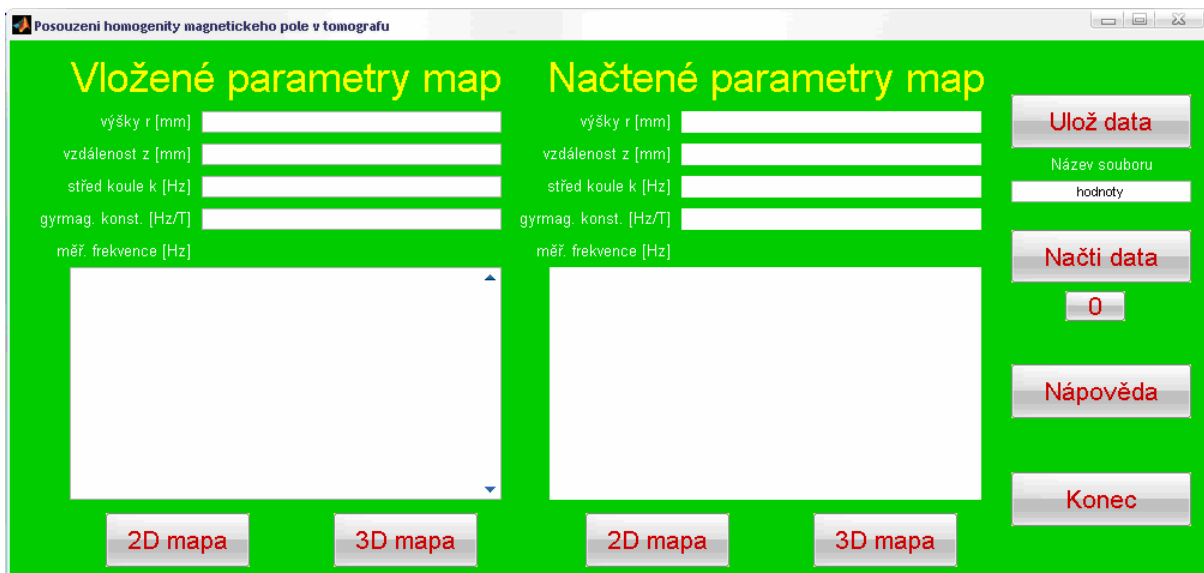 Posouzeni homogenity magnetickeho pole v tomografu
Vložené parametry map
výšky r [mm]
vzdálenost z [mm]
střed koule k [Hz]
gyrmag. konst. [Hz/T]
měř. frekvence [Hz]
2D mapa
3D mapa
Načtené parametry map
výšky r [mm]
vzdálenost z [mm]
střed koule k [Hz]
gyrmag. konst. [Hz/T]
měř. frekvence [Hz]
2D mapa
3D mapa
Ulož data
Název souboru
hodnoty
Načti data
0
Nápověda
Konec